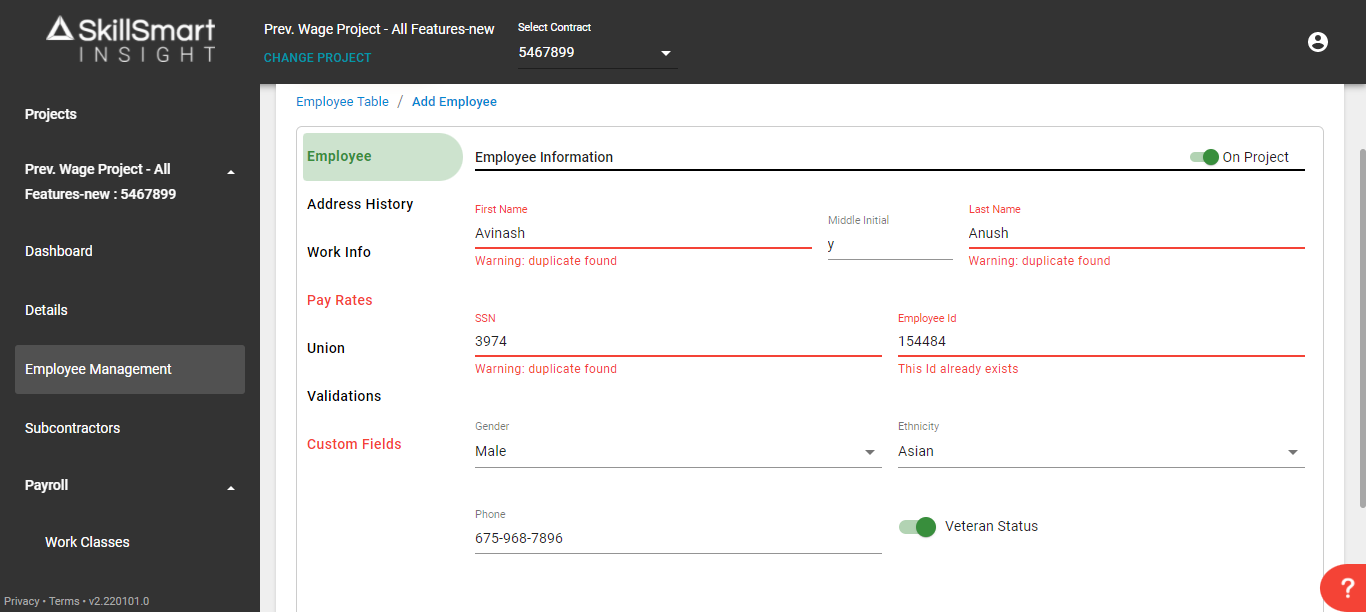 SkillSmart
INSIGHT
Prev. Wage Project - All Features-new
CHANGE PROJECT
Select Contract
5467899
Projects
Prev. Wage Project - All
Features-new : 5467899
Dashboard
Details
Employee Management
Subcontractors
Payroll
Work Classes
Privacy • Terms • v2.220101.0
Employee Table / Add Employee
Employee
Address History
Work Info
Pay Rates
Union
Validations
Custom Fields
Employee Information
On Project
First Name
Avinash
Warning: duplicate found
Middle Initial
y
Last Name
Anush
Warning: duplicate found
SSN
3974
Warning: duplicate found
Employee Id
154484
This Id already exists
Gender
Male
Ethnicity
Asian
Phone
675-968-7896
Veteran Status
?